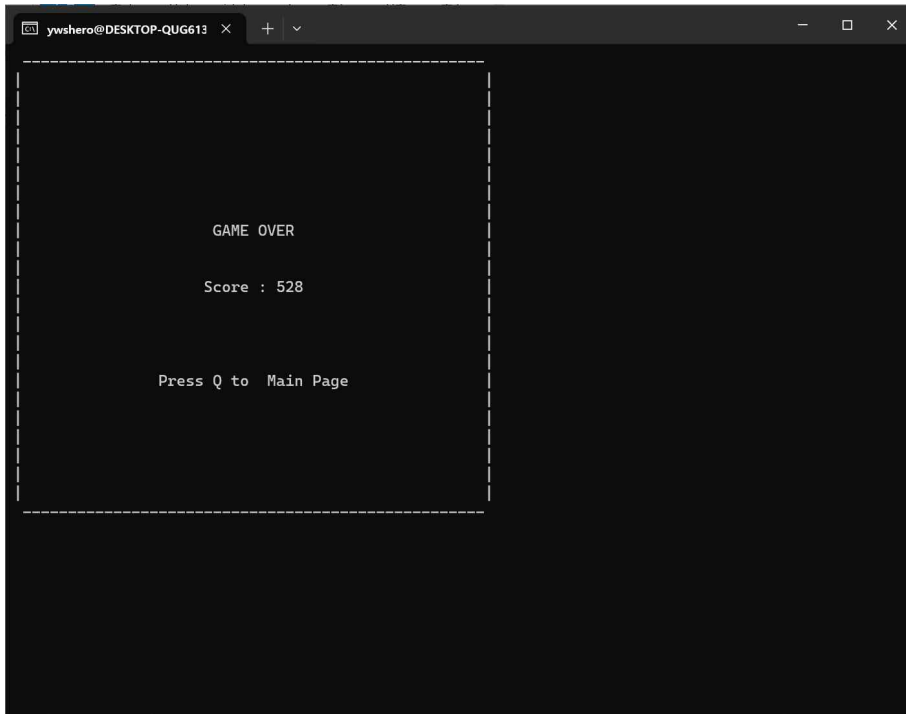 ywshero@DESKTOP-QUG613
GAME OVER
Score : 528
Press Q to  Main Page